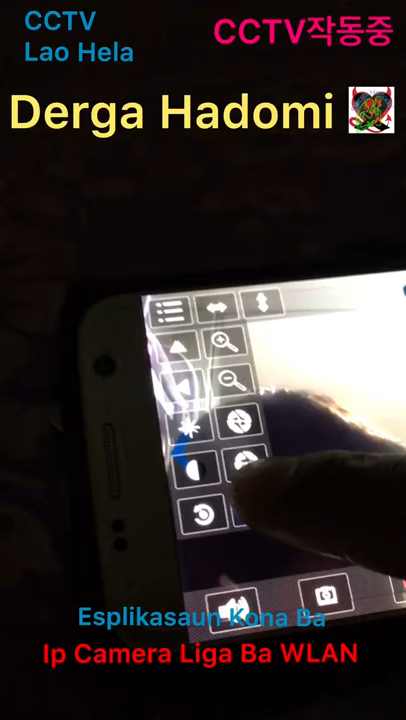 CCTV
Lao Hela
CCTV작동중
Derga Hadomi
Esplikasaun Kona Ba
Ip Camera Liga Ba WLAN